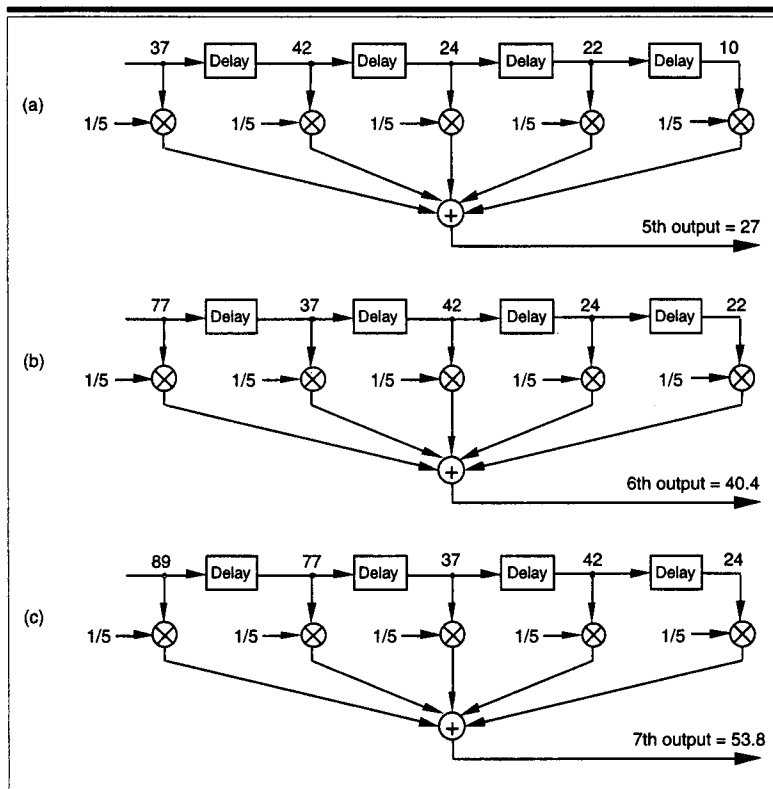 37 42 24 22 10
Delay Delay Delay Delay
(a)
1/5 1/5 1/5 1/5 1/5
+
5th output = 27
77 37 42 24 22
Delay Delay Delay Delay
(b)
1/5 1/5 1/5 1/5 1/5
+
6th output = 40.4
89 77 37 42 24
Delay Delay Delay Delay
(c)
1/5 1/5 1/5 1/5 1/5
+
7th output = 53.8